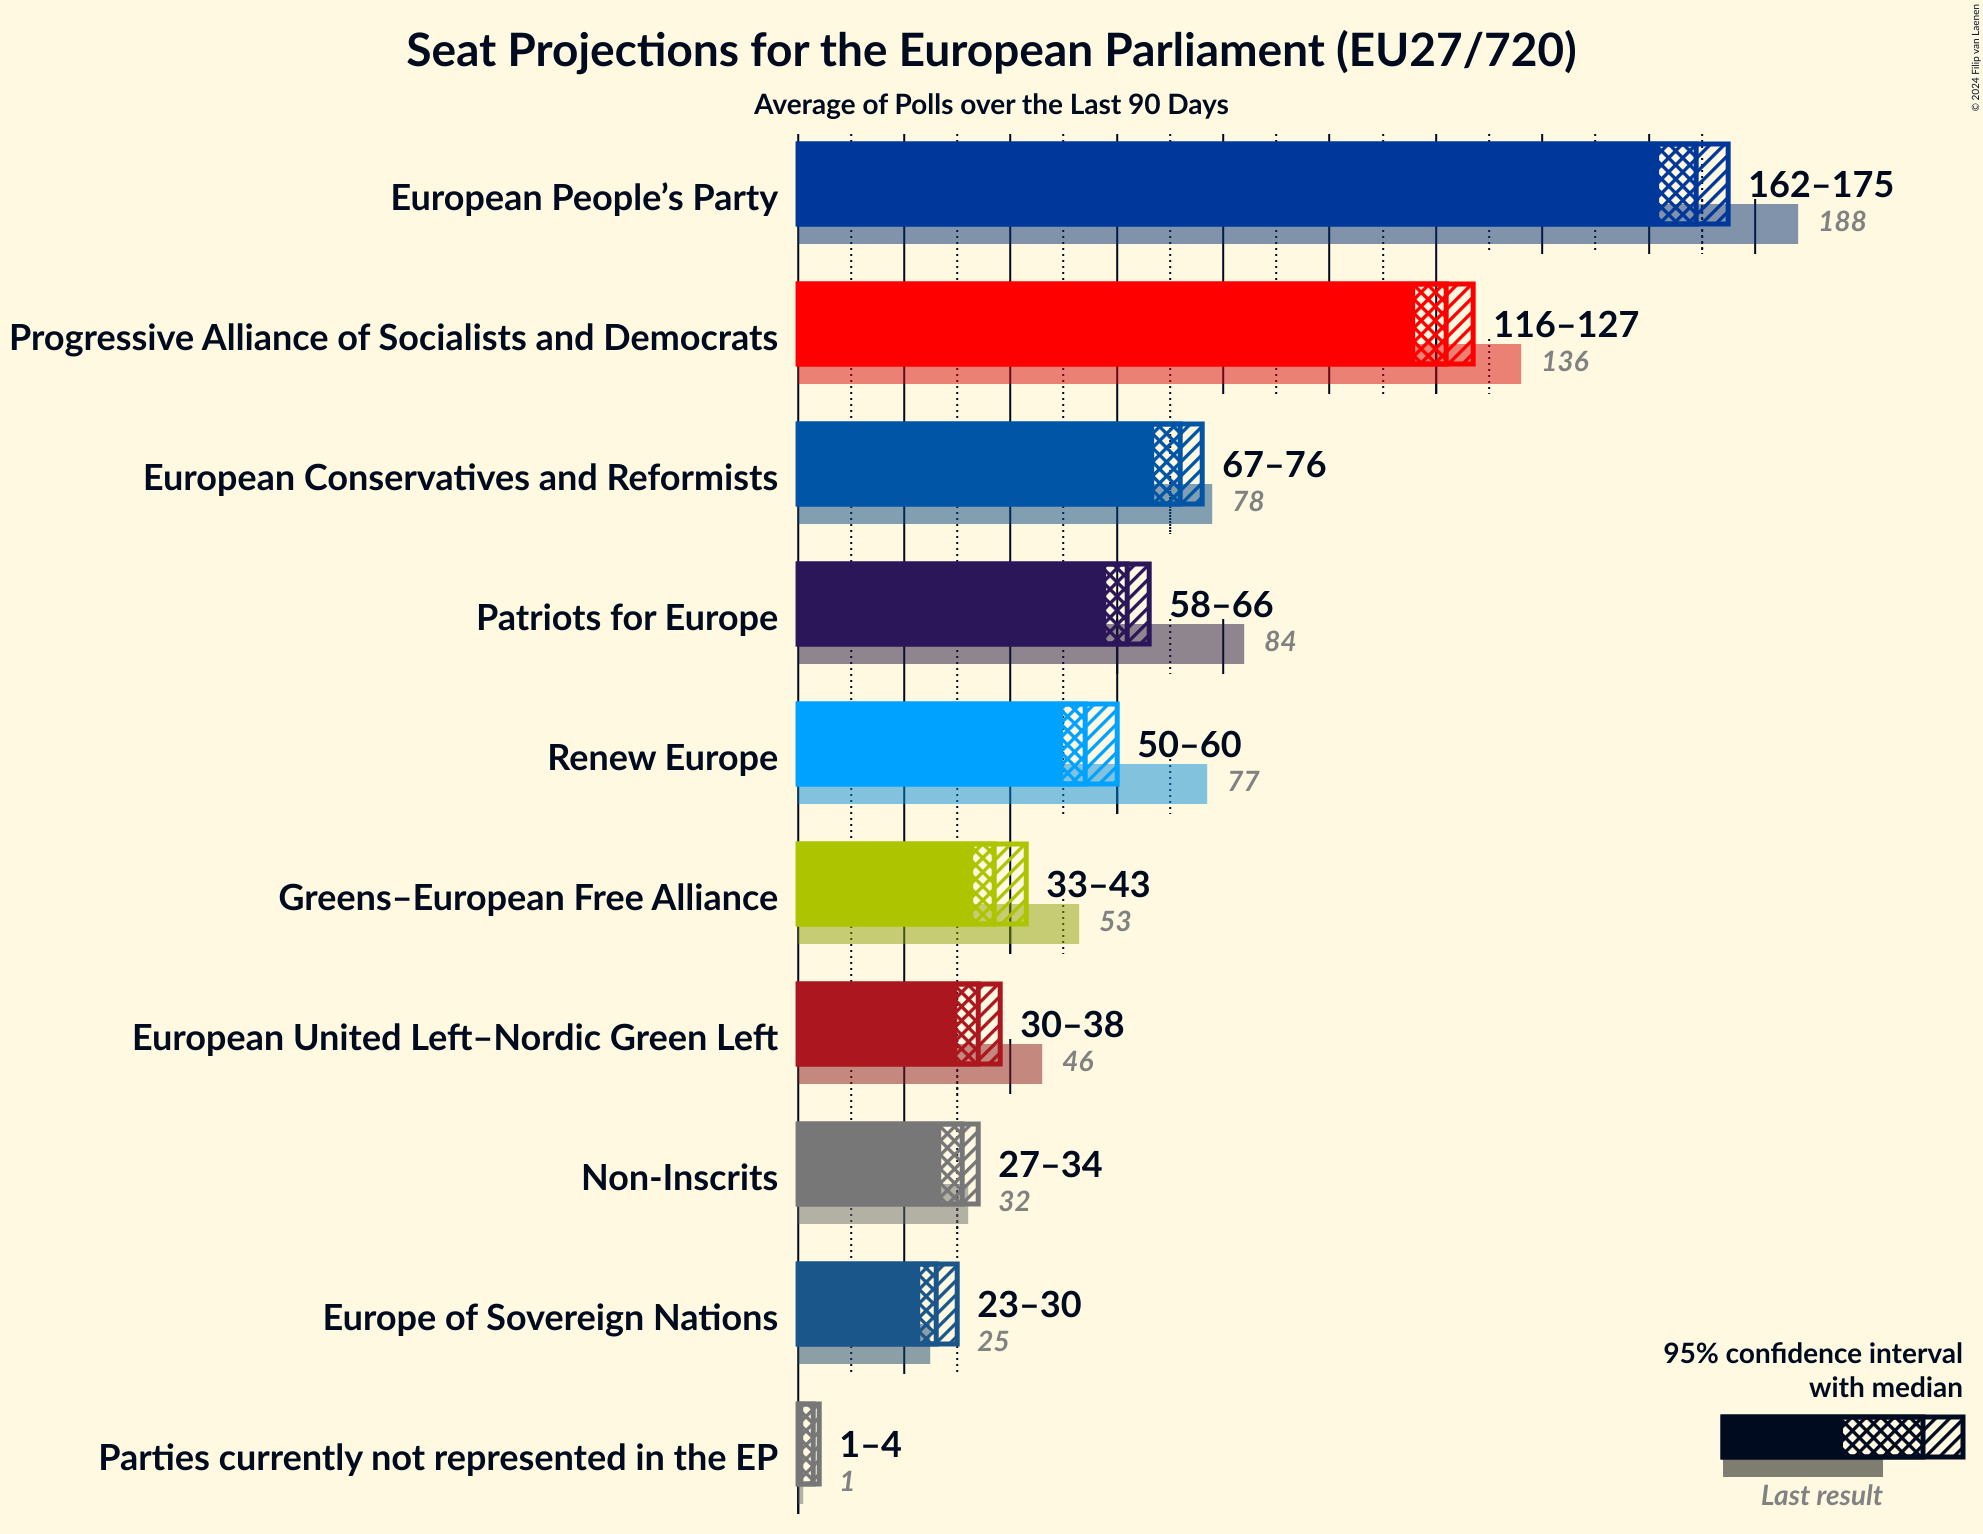 Seat Projections for the European Parliament (EU27/720)
Average of Polls over the Last 90 Days
© 2024 Filip van Laenen
European People’s Party
162–175
188
Progressive Alliance of Socialists and Democrats
116–127
136
European Conservatives and Reformists
67–76
78
Patriots for Europe
58–66
84
Renew Europe
50–60
77
Greens–European Free Alliance
33–43
53
European United Left–Nordic Green Left
30–38
46
Non-Inscrits
27–34
32
Europe of Sovereign Nations
23–30
25
Parties currently not represented in the EP
1–4
1
95% confidence interval
with median
Last result